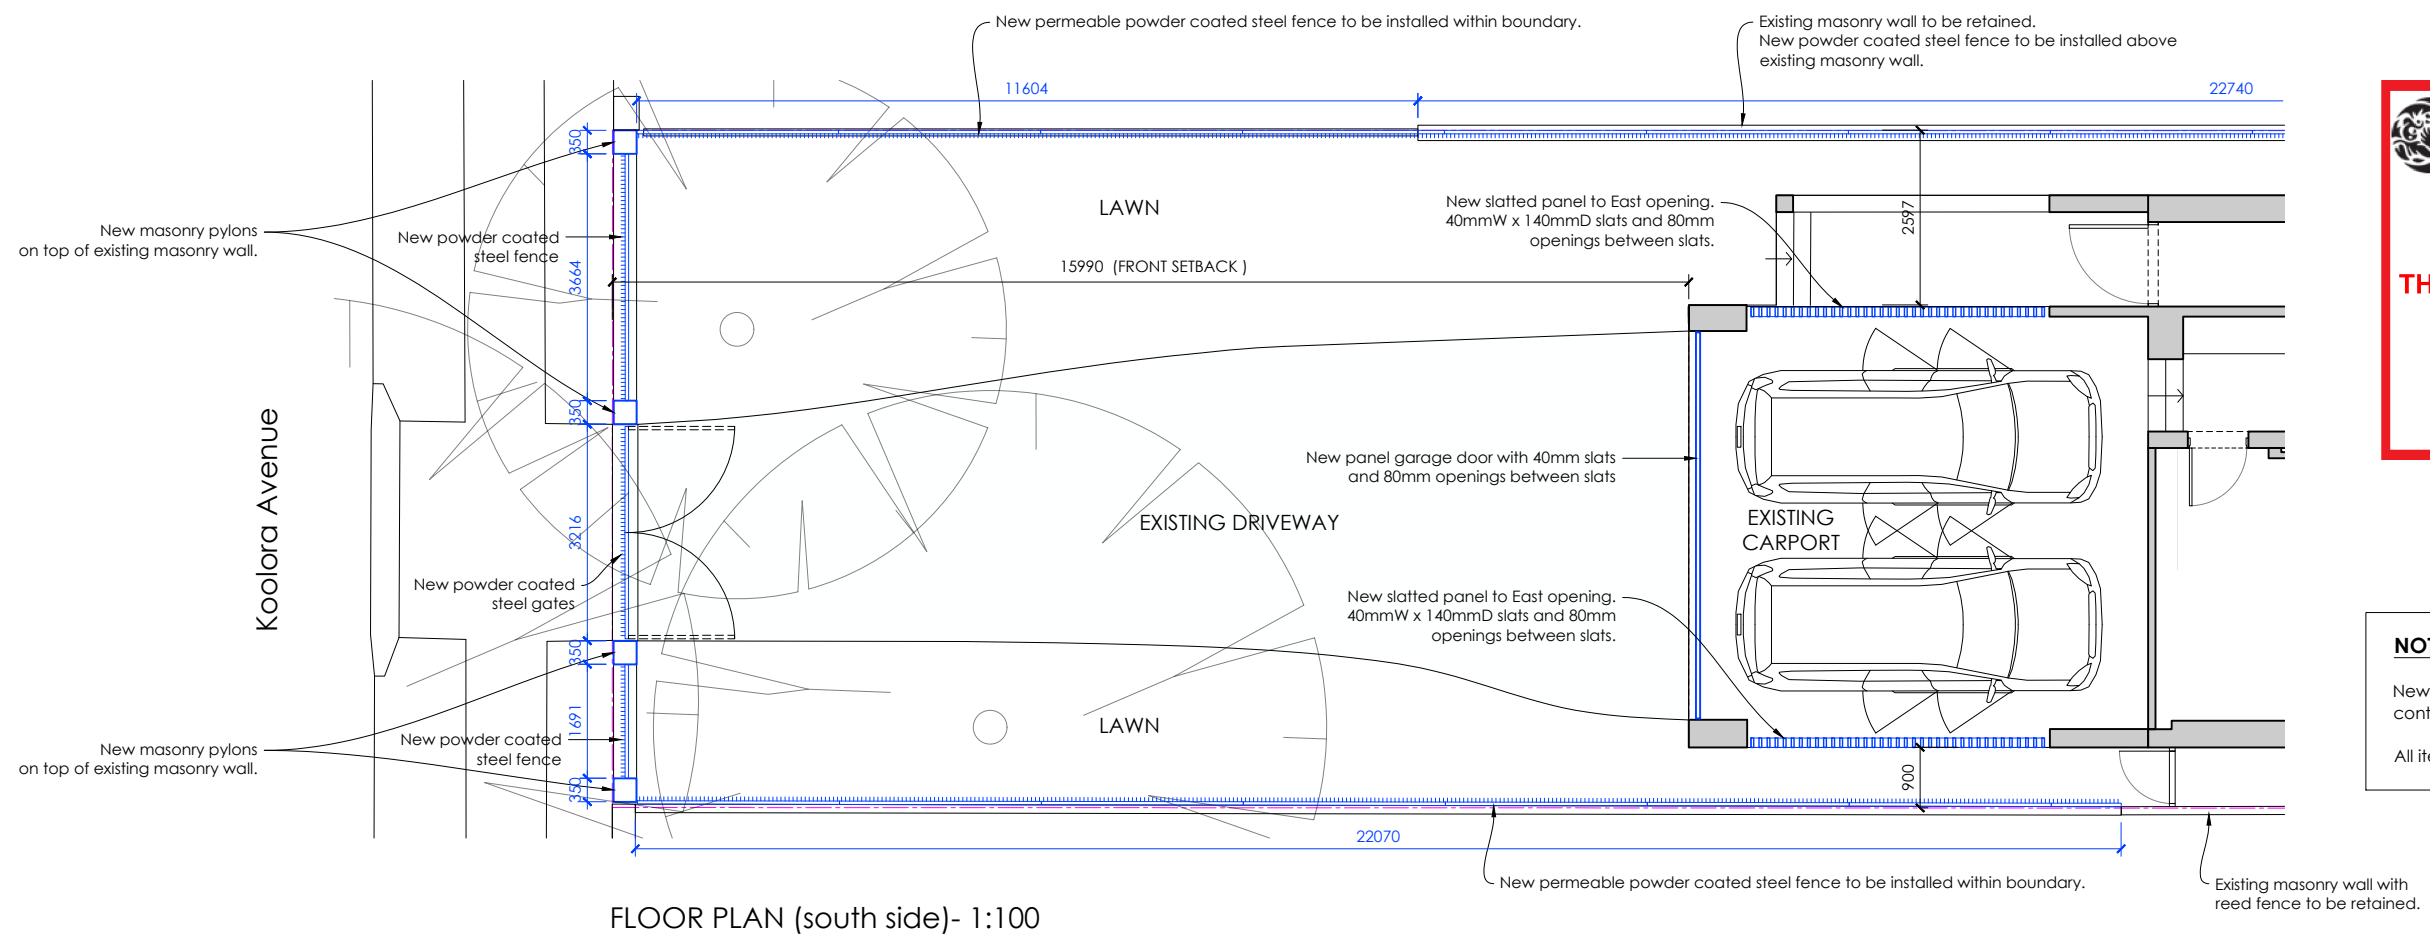 New permeable powder coated steel fence to be installed within boundary.
Existing masonry wall to be retained.
New powder coated steel fence to be installed above
existing masonry wall.
11604
22740
350
LAWN
New slatted panel to East opening.
40mmW x 140mmD slats and 80mm
openings between slats.
2597
New masonry pylons
on top of existing masonry wall.
New powder coated
steel fence
3664
15990 (FRONT SETBACK )
TH
350
Koolora Avenue
New panel garage door with 40mm slats
and 80mm openings between slats
EXISTING DRIVEWAY
EXISTING
CARPORT
3216
New powder coated
steel gates
New slatted panel to East opening.
40mmW x 140mmD slats and 80mm
openings between slats.
350
NOT
New
cont
All ite
1691
LAWN
New powder coated
steel fence
New masonry pylons
on top of existing masonry wall.
350
900
22070
New permeable powder coated steel fence to be installed within boundary.
Existing masonry wall with
reed fence to be retained.
FLOOR PLAN (south side)- 1:100